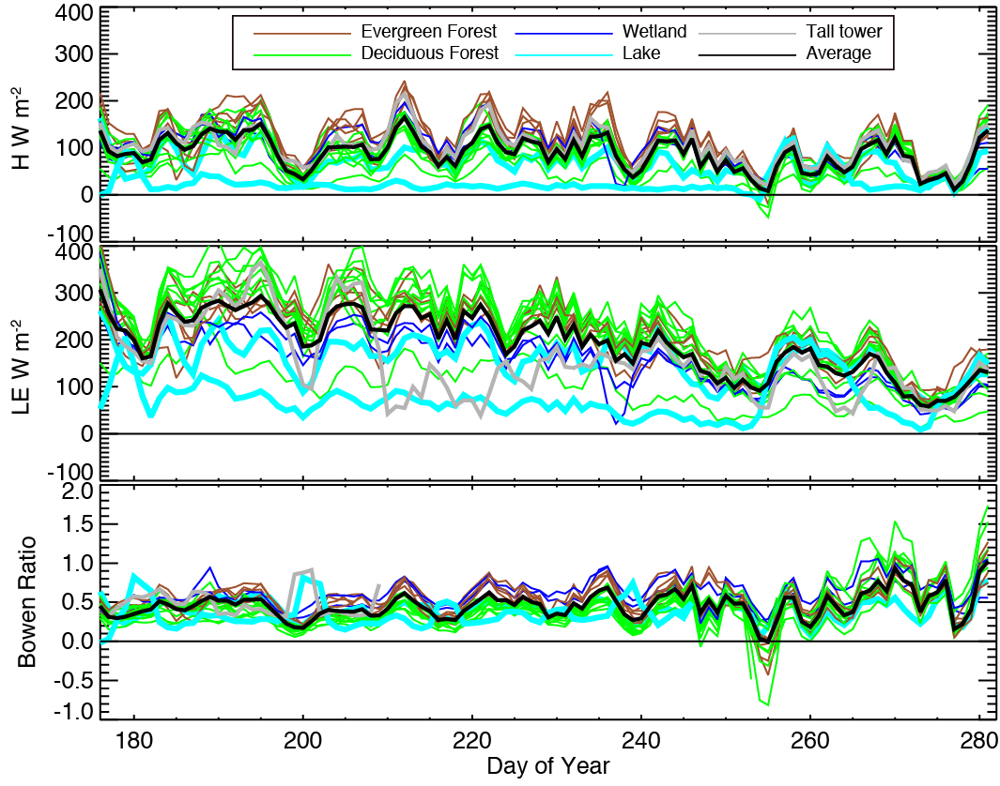 400
300
200
100
0
-100
H W m-2
Evergreen Forest
Wetland
Tall tower
Deciduous Forest
Lake
Average
400
300
200
100
0
-100
LE W m-2
2.0
1.5
1.0
0.5
0.0
-0.5
-1.0
Bowen Ratio
180 200 220 240 260 280
Day of Year